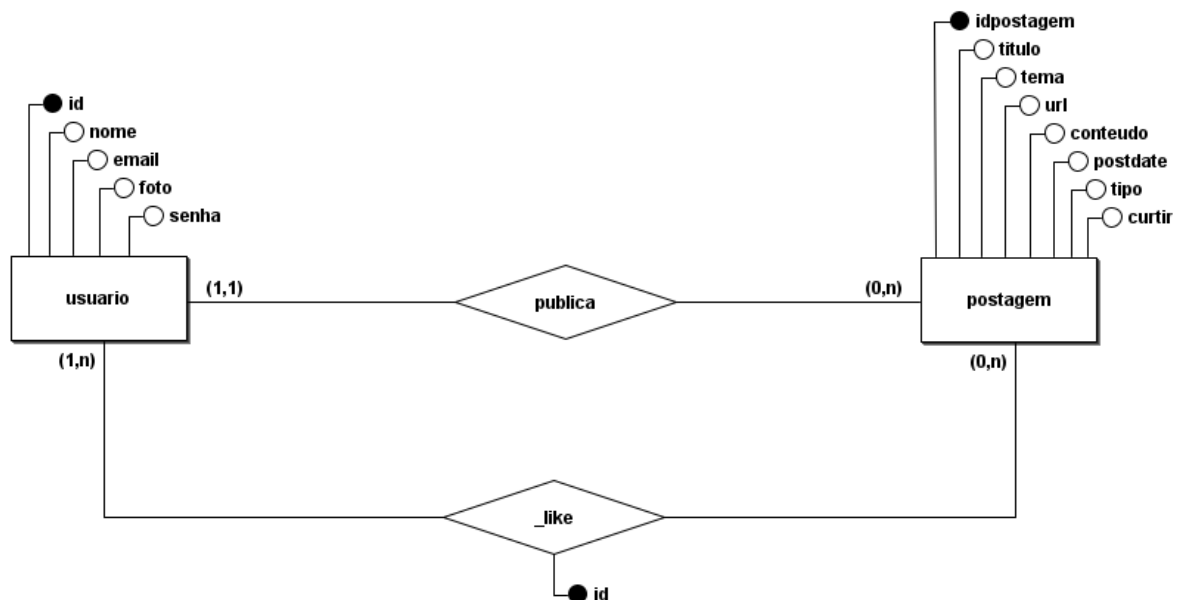 idpostagem
titulo
tema
url
conteudo
postdate
tipo
curtir
id
nome
email
foto
senha
usuario
(1,1)
publica
(0,n)
postagem
(1,n)
(0,n)
_like
id